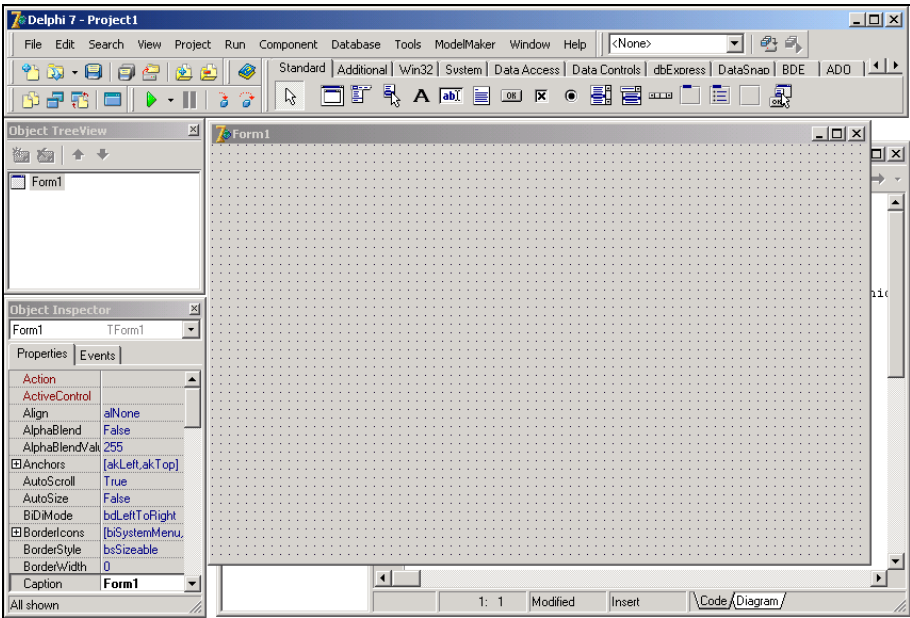 Delphi 7 - Project1
File Edit Search View Project Run Component Database Tools ModelMaker Window Help <None>
Standard Additional Win32 System Data Access Data Controls dbExpress DataSnap BDE ADO
A ab OK
Object TreeView
Form1
Form1
Object Inspector
Form1 TForm1
Properties Events
Action
ActiveControl
Align alNone
AlphaBlend False
AlphaBlendValu 255
Anchors [akLeft,akTop]
AutoScroll True
AutoSize False
BiDiMode bdLeftToRight
BorderIcons [biSystemMenu,
BorderStyle bsSizeable
BorderWidth 0
Caption Form1
All shown
1: 1 Modified Insert Code Diagram